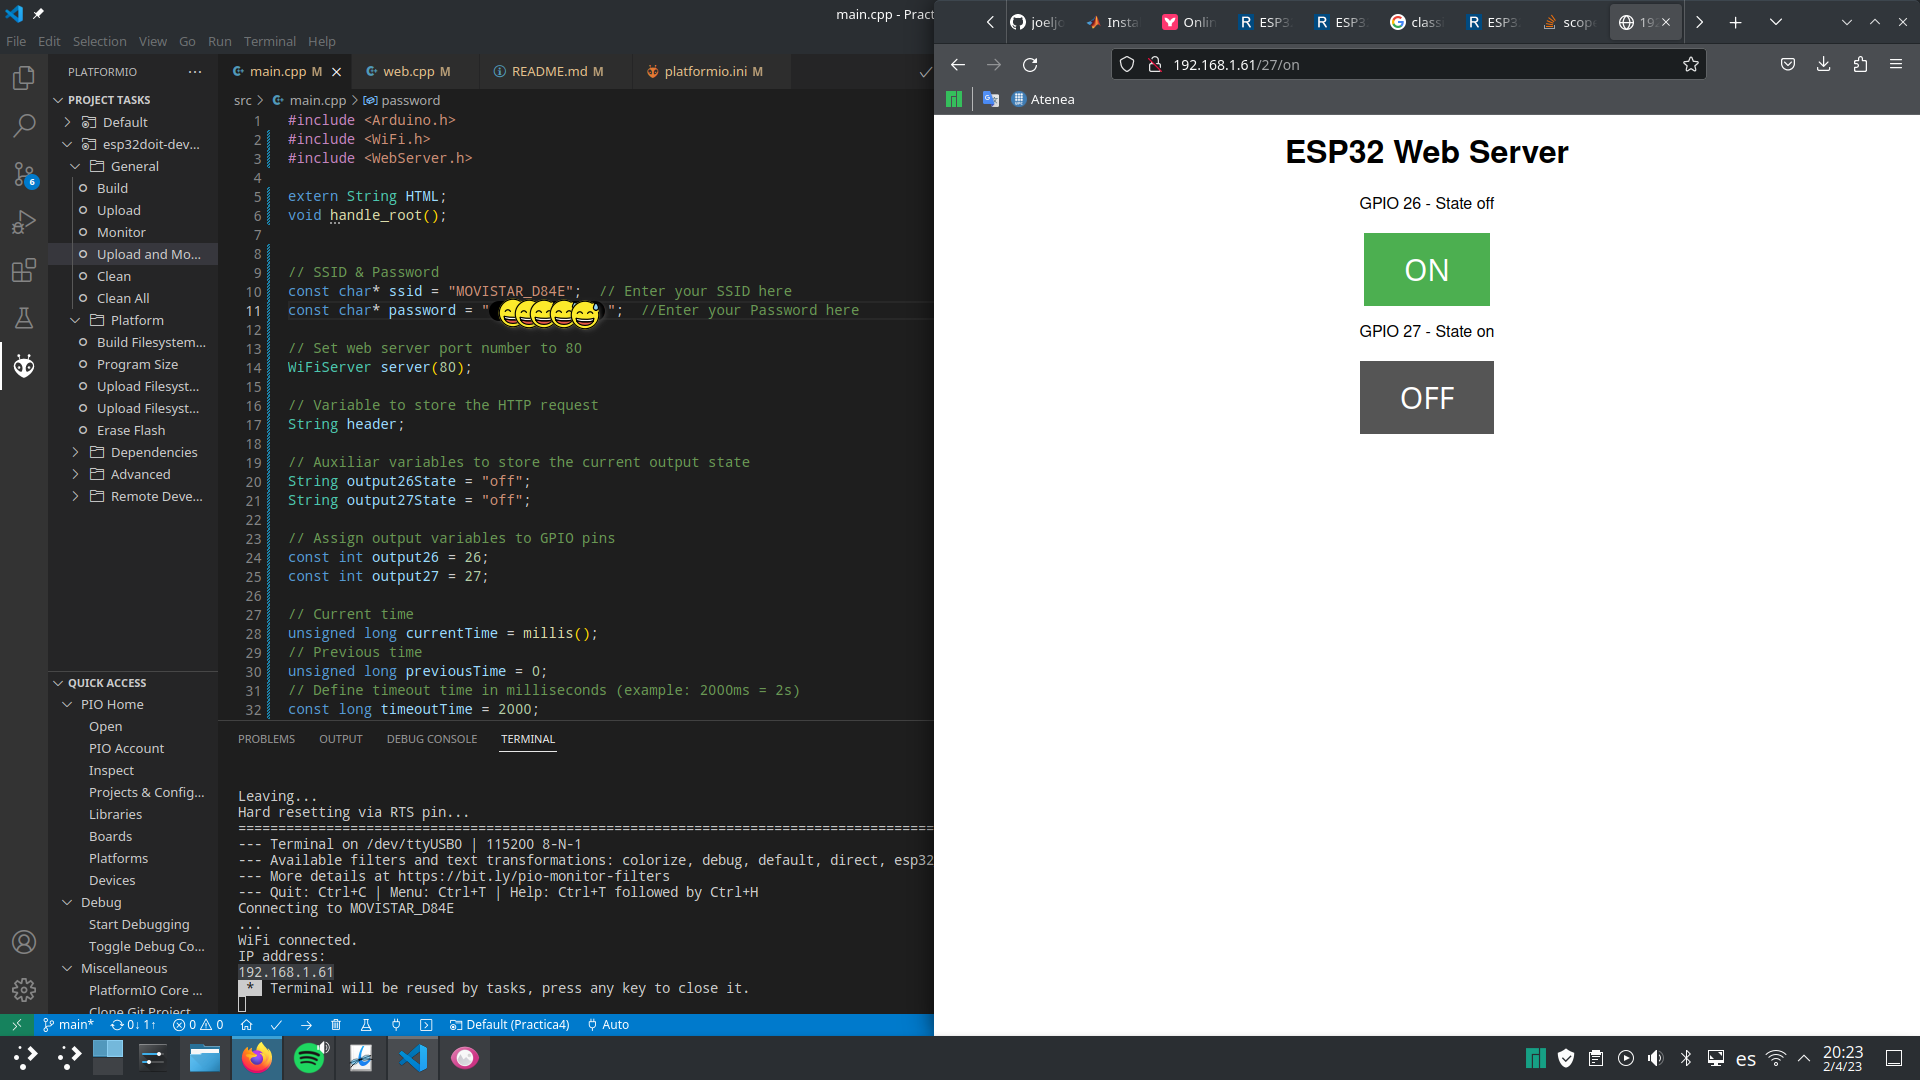 main.cpp - Pract
File Edit Selection View Go Run Terminal Help
PLATFORMIO
PROJECT TASKS
Default
esp32doit-dev...
General
Build
Upload
Monitor
Upload and Mo...
Clean
Clean All
Platform
Build Filesystem...
Program Size
Upload Filesyst...
Upload Filesyst...
Erase Flash
Dependencies
Advanced
Remote Deve...
QUICK ACCESS
PIO Home
Open
PIO Account
Inspect
Projects & Config...
Libraries
Boards
Platforms
Devices
Debug
Start Debugging
Toggle Debug Co...
Miscellaneous
PlatformIO Core ...
Clone Git Project
6
main.cpp M web.cpp M README.md M platformio.ini M
src > main.cpp > password
1 #include <Arduino.h>
2 #include <WiFi.h>
3 #include <WebServer.h>
4
5 extern String HTML;
6 void handle_root();
7
8
9 // SSID & Password
10 const char* ssid = "MOVISTAR_D84E";  // Enter your SSID here
11 const char* password = " ";  //Enter your Password here
12
13 // Set web server port number to 80
14 WiFiServer server(80);
15
16 // Variable to store the HTTP request
17 String header;
18
19 // Auxiliar variables to store the current output state
20 String output26State = "off";
21 String output27State = "off";
22
23 // Assign output variables to GPIO pins
24 const int output26 = 26;
25 const int output27 = 27;
26
27 // Current time
28 unsigned long currentTime = millis();
29 // Previous time
30 unsigned long previousTime = 0;
31 // Define timeout time in milliseconds (example: 2000ms = 2s)
32 const long timeoutTime = 2000;
PROBLEMS OUTPUT DEBUG CONSOLE TERMINAL
Leaving...
Hard resetting via RTS pin...
=======================================================================================
--- Terminal on /dev/ttyUSB0 | 115200 8-N-1
--- Available filters and text transformations: colorize, debug, default, direct, esp32
--- More details at https://bit.ly/pio-monitor-filters
--- Quit: Ctrl+C | Menu: Ctrl+T | Help: Ctrl+T followed by Ctrl+H
Connecting to MOVISTAR_D84E
...
WiFi connected.
IP address:
192.168.1.61
* Terminal will be reused by tasks, press any key to close it.
main* 0↓ 1↑ 0 0 Default (Practica4) Auto
joeljo Insta Onlin ESP3 ESP3 classi ESP3 scop 19
192.168.1.61/27/on
Atenea
ESP32 Web Server
GPIO 26 - State off
ON
GPIO 27 - State on
OFF
es 20:23
2/4/23